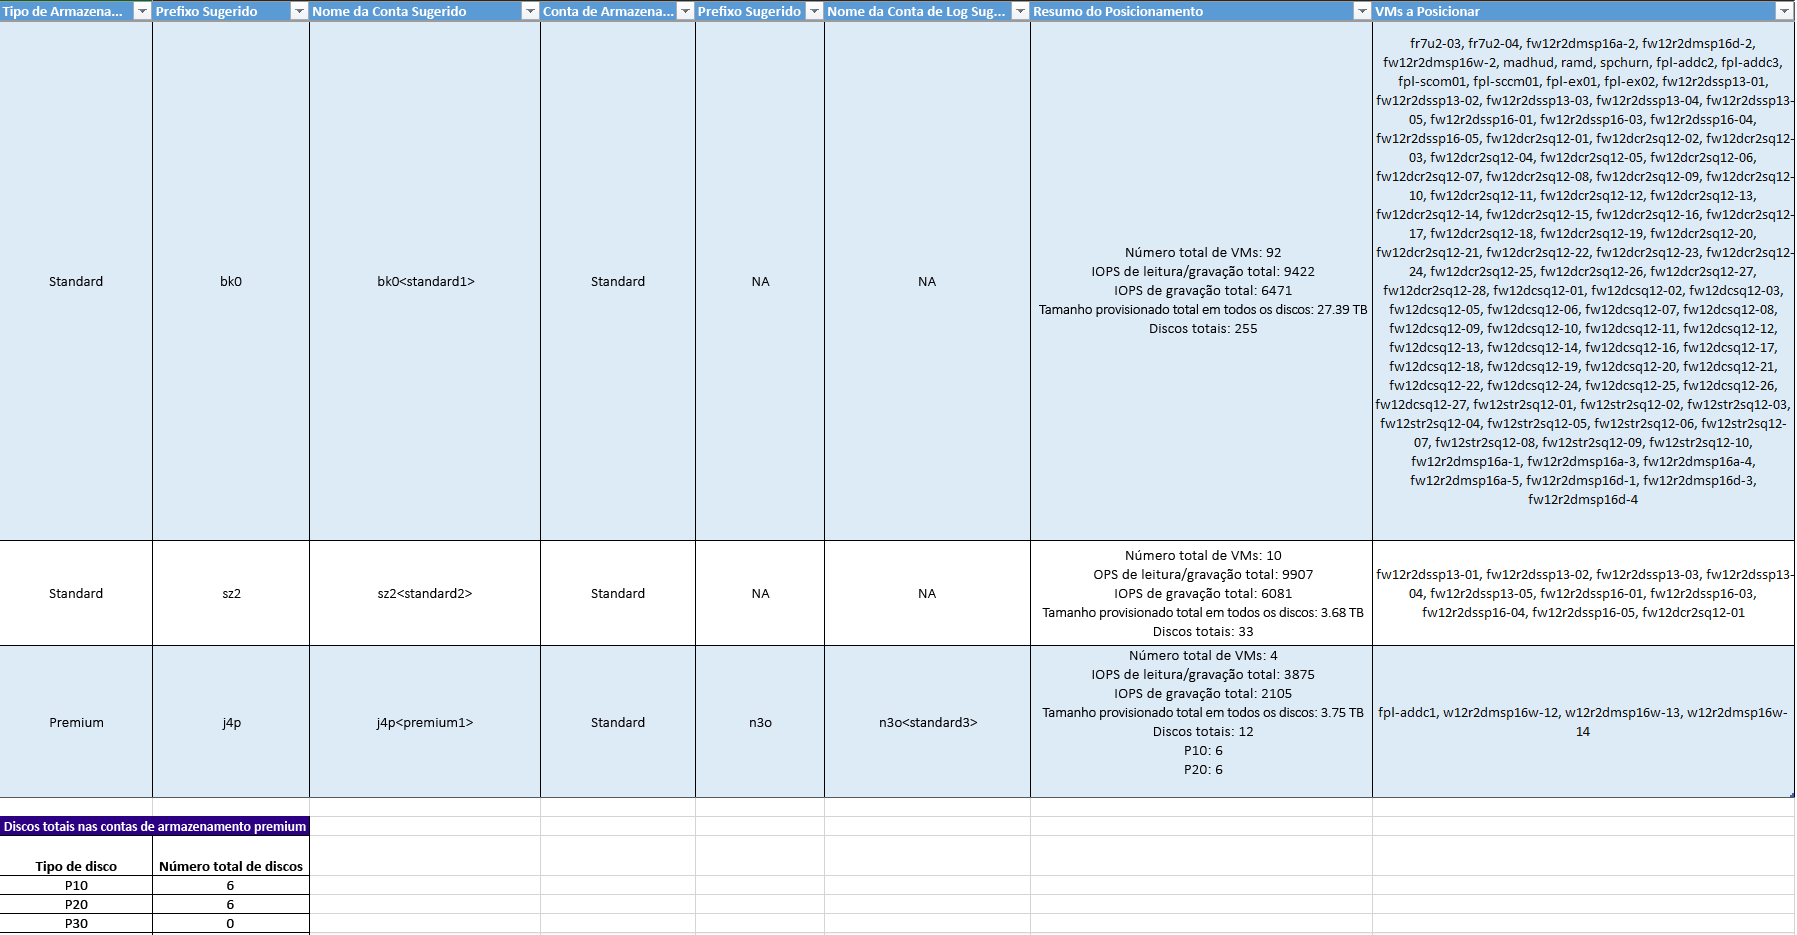 Tipo de Armazena...
Prefixo Sugerido
Nome da Conta Sugerido
Conta de Armazena...
Prefixo Sugerido
Nome da Conta de Log Sug...
Resumo do Posicionamento
VMs a Posicionar
Standard
bk0
bk0<standard1>
Standard
NA
NA
Número total de VMs: 92
IOPS de leitura/gravação total: 9422
IOPS de gravação total: 6471
Tamanho provisionado total em todos os discos: 27.39 TB
Discos totais: 255
fr7u2-03, fr7u2-04, fw12r2dmsp16a-2, fw12r2dmsp16d-2,
fw12r2dmsp16w-2, madhud, ramd, spchurn, fpl-addc2, fpl-addc3,
fpl-scom01, fpl-sccm01, fpl-ex01, fpl-ex02, fw12r2dssp13-01,
fw12r2dssp13-02, fw12r2dssp13-03, fw12r2dssp13-04, fw12r2dssp13-
05, fw12r2dssp16-01, fw12r2dssp16-03, fw12r2dssp16-04,
fw12r2dssp16-05, fw12dcr2sq12-01, fw12dcr2sq12-02, fw12dcr2sq12-
03, fw12dcr2sq12-04, fw12dcr2sq12-05, fw12dcr2sq12-06,
fw12dcr2sq12-07, fw12dcr2sq12-08, fw12dcr2sq12-09, fw12dcr2sq12-
10, fw12dcr2sq12-11, fw12dcr2sq12-12, fw12dcr2sq12-13,
fw12dcr2sq12-14, fw12dcr2sq12-15, fw12dcr2sq12-16, fw12dcr2sq12-
17, fw12dcr2sq12-18, fw12dcr2sq12-19, fw12dcr2sq12-20,
fw12dcr2sq12-21, fw12dcr2sq12-22, fw12dcr2sq12-23, fw12dcr2sq12-
24, fw12dcr2sq12-25, fw12dcr2sq12-26, fw12dcr2sq12-27,
fw12dcr2sq12-28, fw12dcsq12-01, fw12dcsq12-02, fw12dcsq12-03,
fw12dcsq12-05, fw12dcsq12-06, fw12dcsq12-07, fw12dcsq12-08,
fw12dcsq12-09, fw12dcsq12-10, fw12dcsq12-11, fw12dcsq12-12,
fw12dcsq12-13, fw12dcsq12-14, fw12dcsq12-16, fw12dcsq12-17,
fw12dcsq12-18, fw12dcsq12-19, fw12dcsq12-20, fw12dcsq12-21,
fw12dcsq12-22, fw12dcsq12-24, fw12dcsq12-25, fw12dcsq12-26,
fw12dcsq12-27, fw12str2sq12-01, fw12str2sq12-02, fw12str2sq12-03,
fw12str2sq12-04, fw12str2sq12-05, fw12str2sq12-06, fw12str2sq12-
07, fw12str2sq12-08, fw12str2sq12-09, fw12str2sq12-10,
fw12r2dmsp16a-1, fw12r2dmsp16a-3, fw12r2dmsp16a-4,
fw12r2dmsp16a-5, fw12r2dmsp16d-1, fw12r2dmsp16d-3,
fw12r2dmsp16d-4
Standard
sz2
sz2<standard2>
Standard
NA
NA
Número total de VMs: 10
OPS de leitura/gravação total: 9907
IOPS de gravação total: 6081
Tamanho provisionado total em todos os discos: 3.68 TB
Discos totais: 33
fw12r2dssp13-01, fw12r2dssp13-02, fw12r2dssp13-03, fw12r2dssp13-
04, fw12r2dssp13-05, fw12r2dssp16-01, fw12r2dssp16-03,
fw12r2dssp16-04, fw12r2dssp16-05, fw12dcr2sq12-01
Premium
j4p
j4p<premium1>
Standard
n3o
n3o<standard3>
Número total de VMs: 4
IOPS de leitura/gravação total: 3875
IOPS de gravação total: 2105
Tamanho provisionado total em todos os discos: 3.75 TB
Discos totais: 12
P10: 6
P20: 6
fpl-addc1, w12r2dmsp16w-12, w12r2dmsp16w-13, w12r2dmsp16w-
14
Discos totais nas contas de armazenamento premium
Tipo de disco
Número total de discos
P10
6
P20
6
P30
0